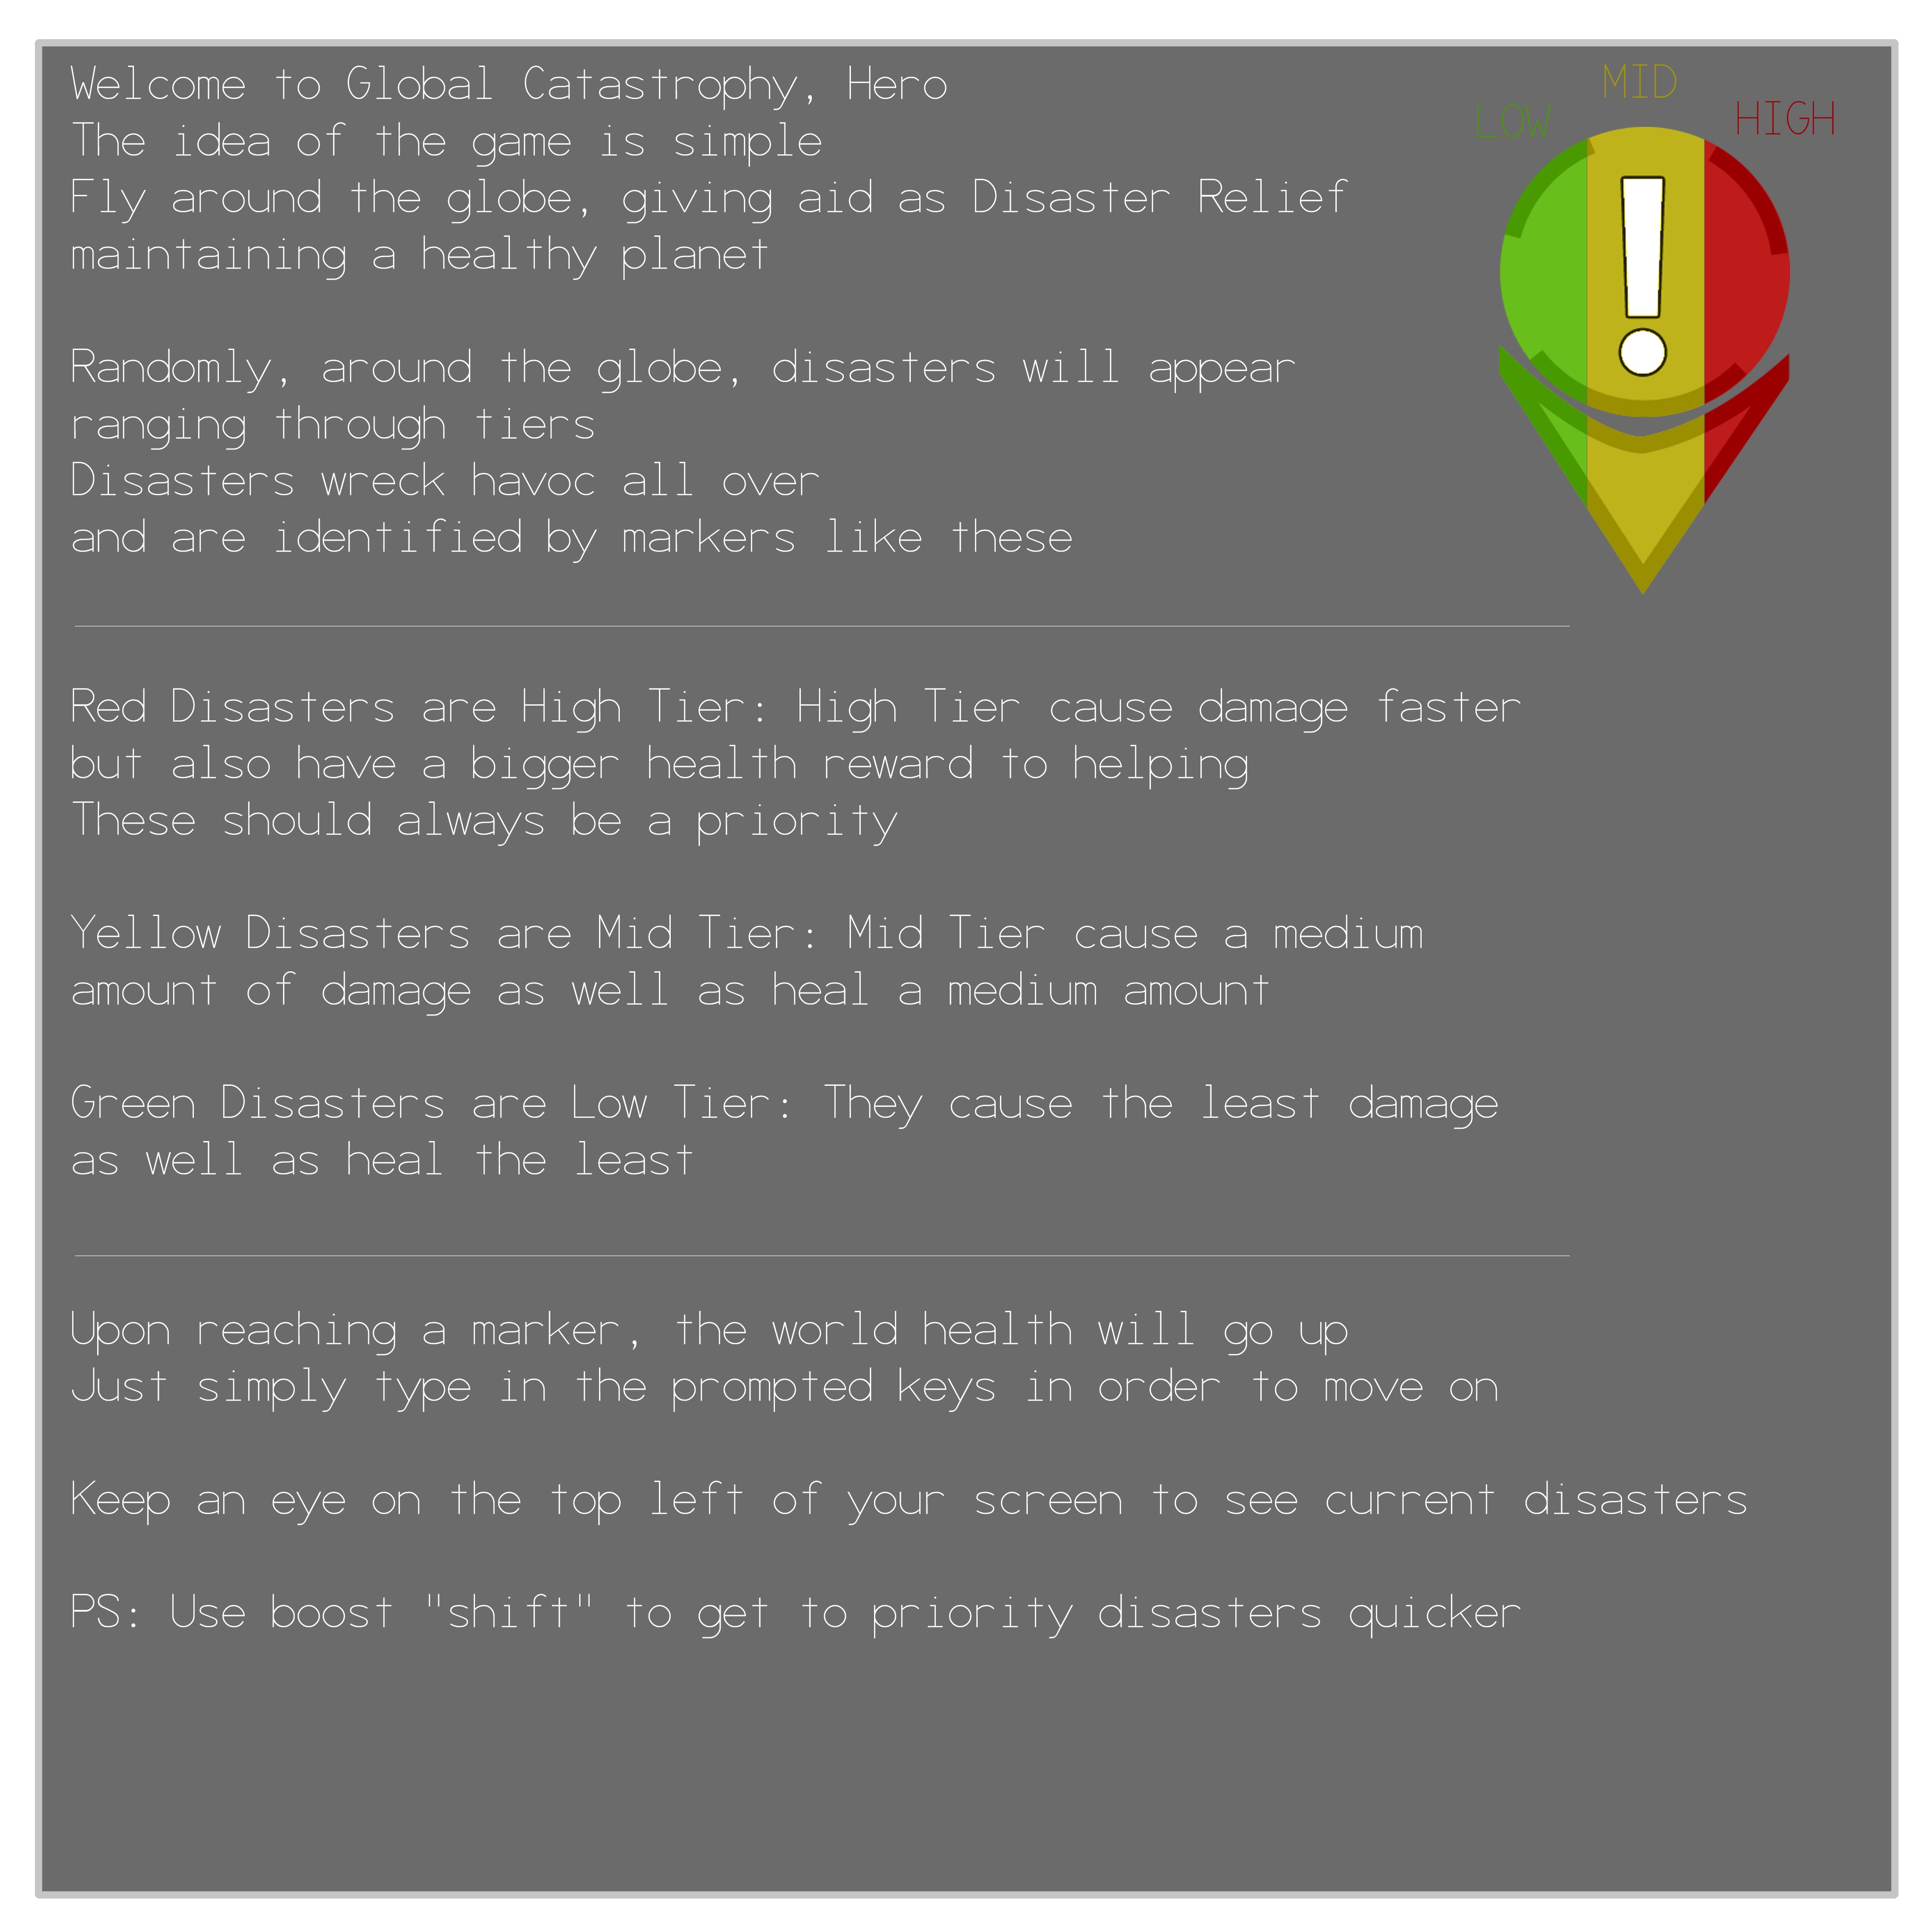 Welcome to Global Catastrophy, Hero
The idea of the game is simple
Fly around the globe, giving aid as Disaster Relief
maintaining a healthy planet
Randomly, around the globe, disasters will appear
ranging through tiers
Disasters wreck havoc all over
and are identified by markers like these
LOW
MID
HIGH
!
Red Disasters are High Tier: High Tier cause damage faster
but also have a bigger health reward to helping
These should always be a priority
Yellow Disasters are Mid Tier: Mid Tier cause a medium
amount of damage as well as heal a medium amount
Green Disasters are Low Tier: They cause the least damage
as well as heal the least
Upon reaching a marker, the world health will go up
Just simply type in the prompted keys in order to move on
Keep an eye on the top left of your screen to see current disasters
PS: Use boost "shift" to get to priority disasters quicker